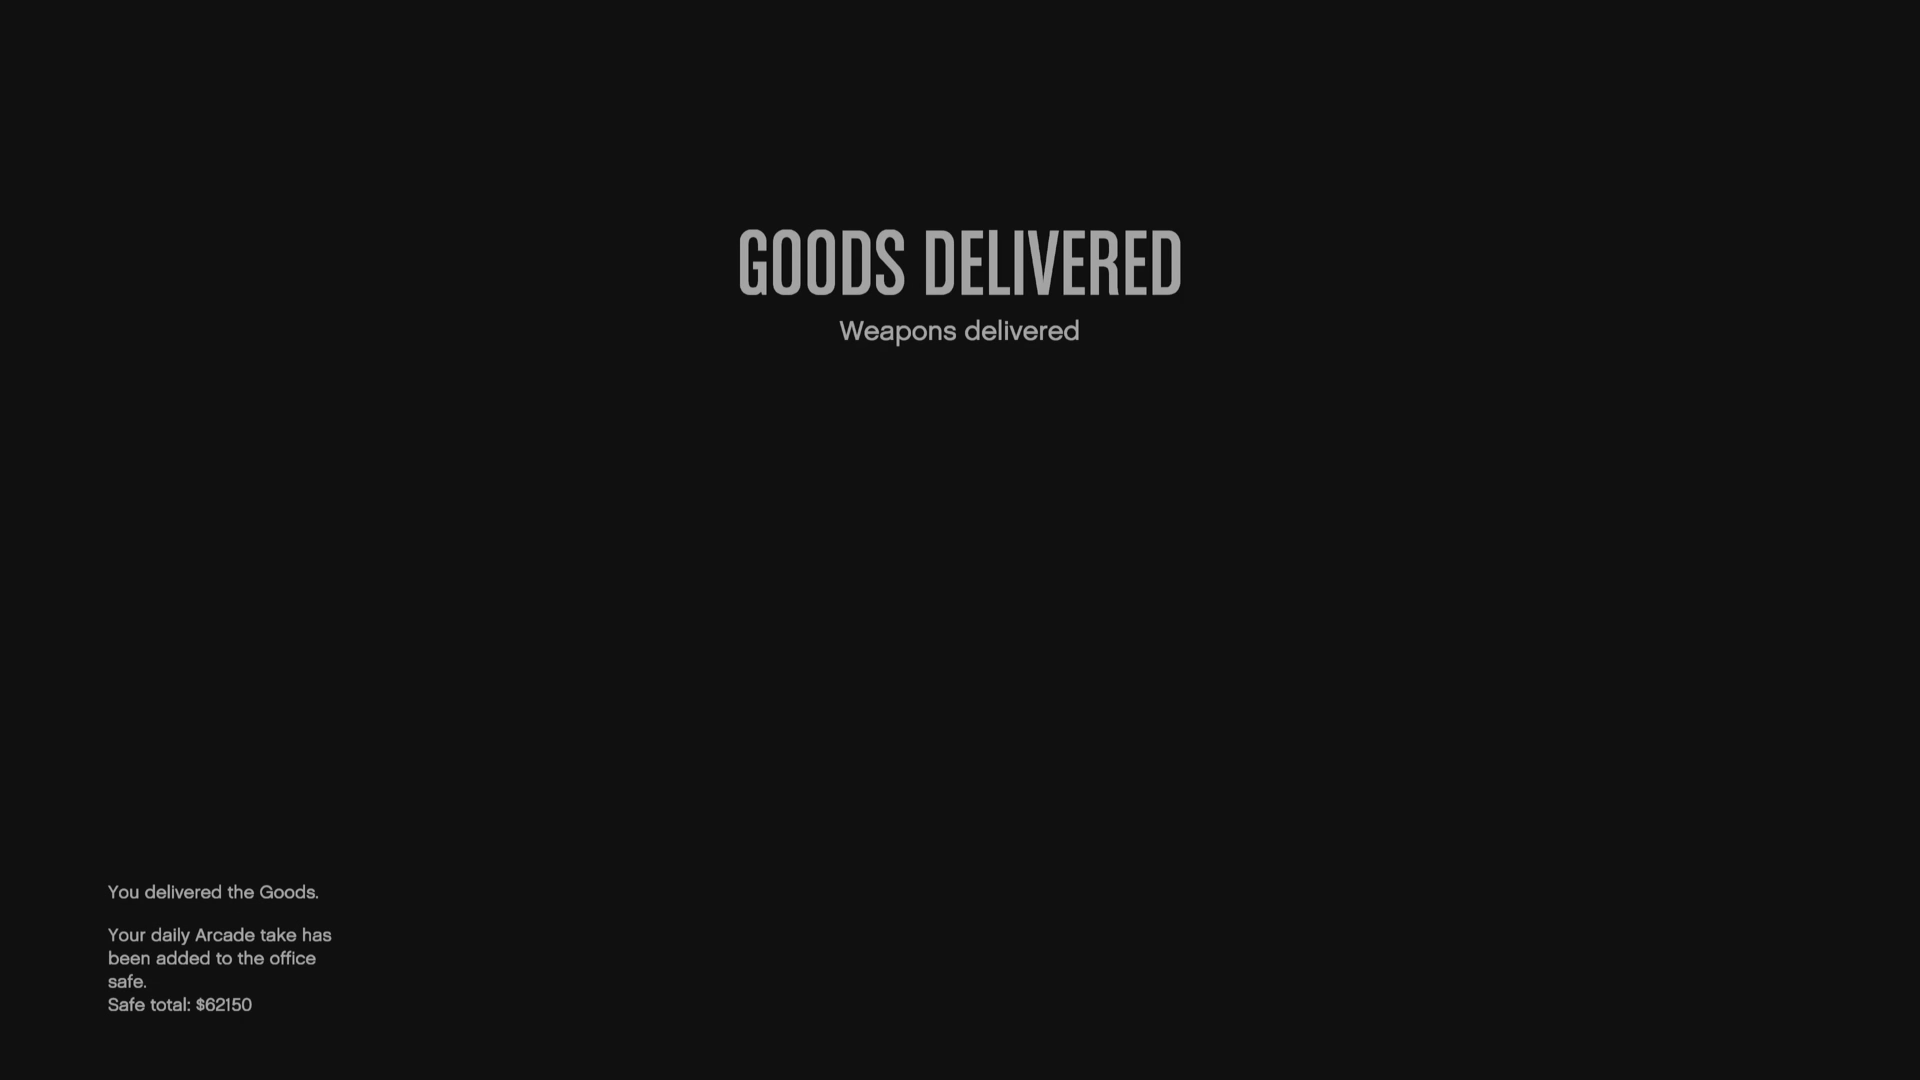 GOODS DELIVERED
Weapons delivered
You delivered the Goods.
Your daily Arcade take has
been added to the office
safe.
Safe total: $62150